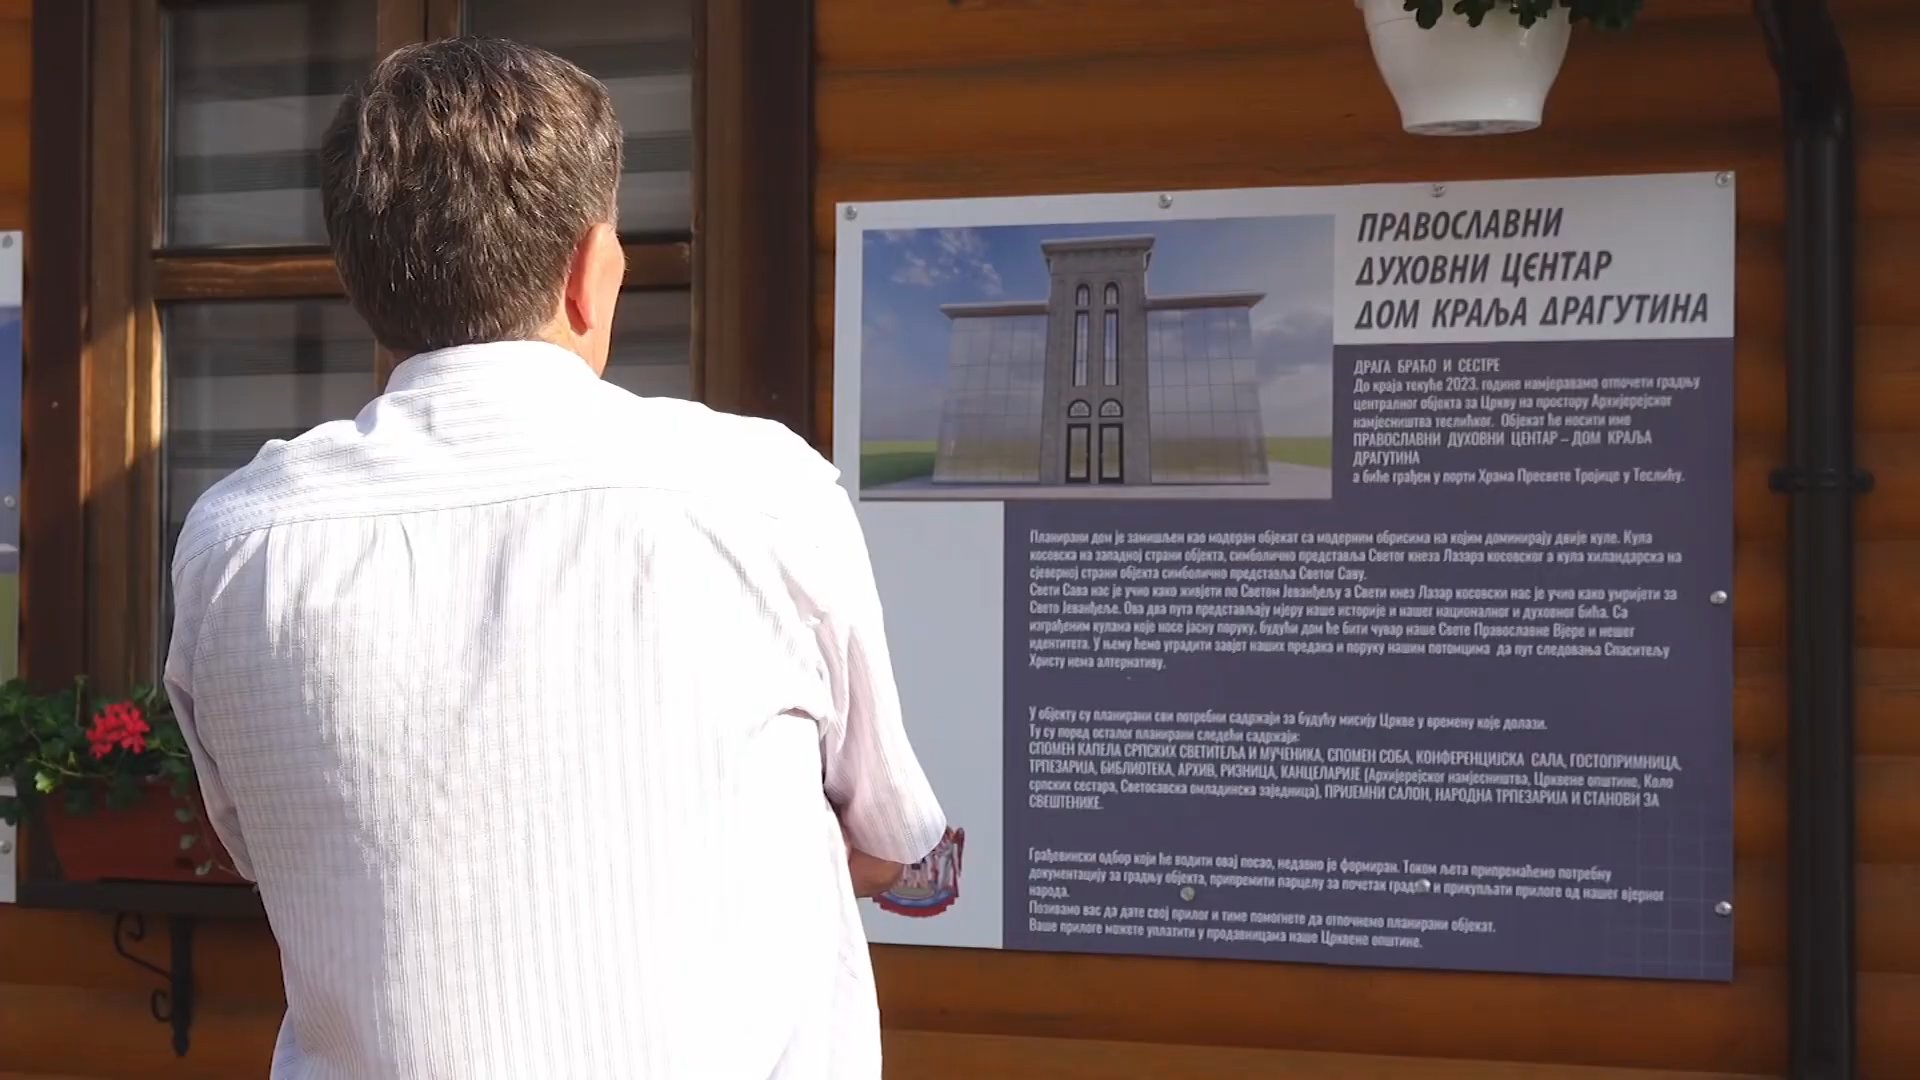 ПРАВОСЛАВНИ
ДУХОВНИ ЦЕНТАР
ДОМ КРАЉА ДРАГУТИНА
ДРАГА БРАЋО И СЕСТРЕ
До краја текуће 2023. године намјеравамо отпочети градњу
централног објекта за Цркву на простору Архијерејског
намјесништва теслићког. Објекат ће носити име
ПРАВОСЛАВНИ ДУХОВНИ ЦЕНТАР – ДОМ КРАЉА
ДРАГУТИНА
а биће грађен у порти Храма Пресвете Тројице у Теслићу.
Планирани дом је замишљен као модеран објекат са модерним обрисима на којим доминирају двије куле. Кула
косовска на западној страни објекта, симболично представља Светог кнеза Лазара косовског а кула хиландарска на
сјеверној страни објекта симболично представља Светог Саву.
Свети Сава нас је учио како живјети по Светом Јеванђељу а Свети кнез Лазар косовски нас је учио како умријети за
Свето Јеванђеље. Ова два пута представљају мјеру наше историје и нашег националног и духовног бића. Са
изграђеним кулама које носе јасну поруку, будући дом ће бити чувар наше Свете Православне Вјере и нешег
идентитета. У њему ћемо уградити завјет наших предака и поруку нашим потомцима да пут следовања Спаситељу
Христу нема алтернативу.
У објекту су планирани сви потребни садржаји за будућу мисију Цркве у времену које долази.
Ту су поред осталог планирани следећи садржаји:
СПОМЕН КАПЕЛА СРПСКИХ СВЕТИТЕЉА И МУЧЕНИКА, СПОМЕН СОБА, КОНФЕРЕНЦИЈСКА САЛА, ГОСТОПРИМНИЦА,
ТРПЕЗАРИЈА, БИБЛИОТЕКА, АРХИВ, РИЗНИЦА, КАНЦЕЛАРИЈЕ (Архијерејског намјесништва, Црквене општине, Коло
српских сестара, Светосавска омладинска заједница), ПРИЈЕМНИ САЛОН, НАРОДНА ТРПЕЗАРИЈА И СТАНОВИ ЗА
СВЕШТЕНИКЕ.
Грађевински одбор који ће водити овај посао, недавно је формиран. Током љета припремаћемо потребну
документацију за градњу објекта, припремити парцелу за почетак и прикупљати прилоге од нашег вјерног
народа.
Позивамо вас да дате свој прилог и тиме помогнете да отпочнемо планирани објекат.
Ваше прилоге можете уплатити у продавницама наше Црквене општине.